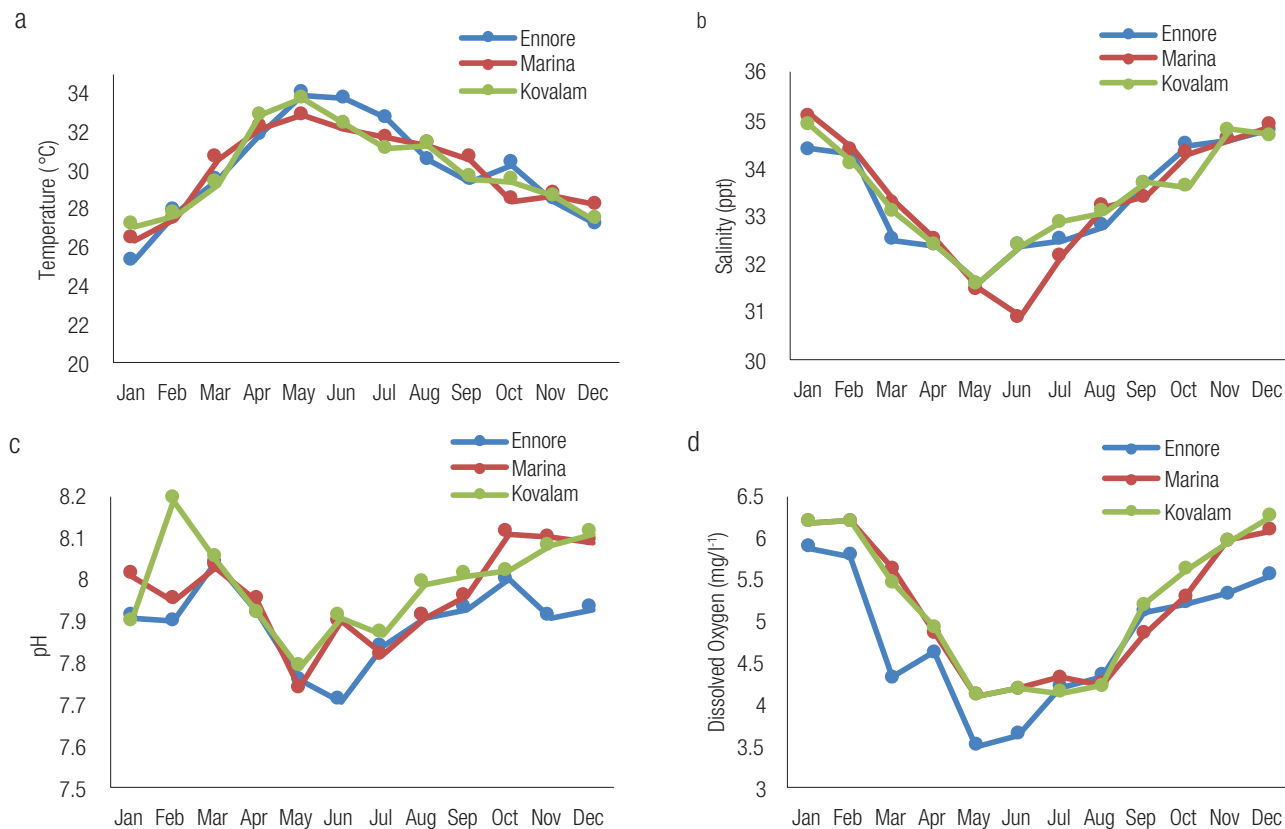 a
Ennore
Marina
Kovalam
Temperature (°C)
34
32
30
28
26
24
22
20
Jan Feb Mar Apr May Jun Jul Aug Sep Oct Nov Dec
b
Ennore
Marina
Kovalam
Salinity (ppt)
36
35
34
33
32
31
30
Jan Feb Mar Apr May Jun Jul Aug Sep Oct Nov Dec
c
Ennore
Marina
Kovalam
pH
8.2
8.1
8
7.9
7.8
7.7
7.6
7.5
Jan Feb Mar Apr May Jun Jul Aug Sep Oct Nov Dec
d
Ennore
Marina
Kovalam
Dissolved Oxygen (mg/l⁻¹)
6.5
6
5.5
5
4.5
4
3.5
3
Jan Feb Mar Apr May Jun Jul Aug Sep Oct Nov Dec